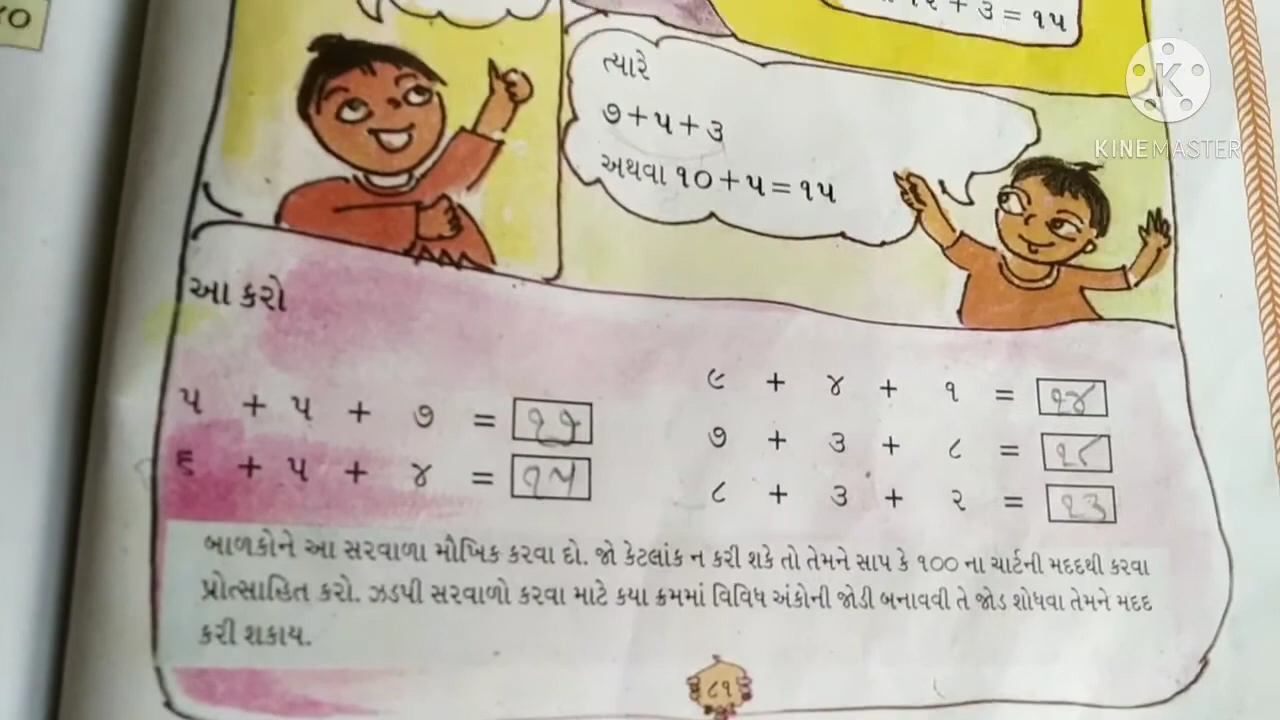 ૧૦
૧૨ + ૩ = ૧૫
KINEMASTER
ત્યારે
૭ + ૫ + ૩
અથવા ૧૦ + ૫ = ૧૫
આ કરો
૫ + ૫ + ૭ = ૧૭
૬ + ૫ + ૪ = ૧૫
૯ + ૪ + ૧ = ૧૪
૭ + ૩ + ૮ = ૧૮
૮ + ૩ + ૨ = ૧૩
બાળકોને આ સરવાળા મૌખિક કરવા દો. જો કેટલાંક ન કરી શકે તો તેમને સાપ કે ૧૦૦ ના ચાર્ટની મદદથી કરવા
પ્રોત્સાહિત કરો. ઝડપી સરવાળો કરવા માટે કયા ક્રમમાં વિવિધ અંકોની જોડી બનાવવી તે જોડ શોધવા તેમને મદદ
કરી શકાય.
૮૧